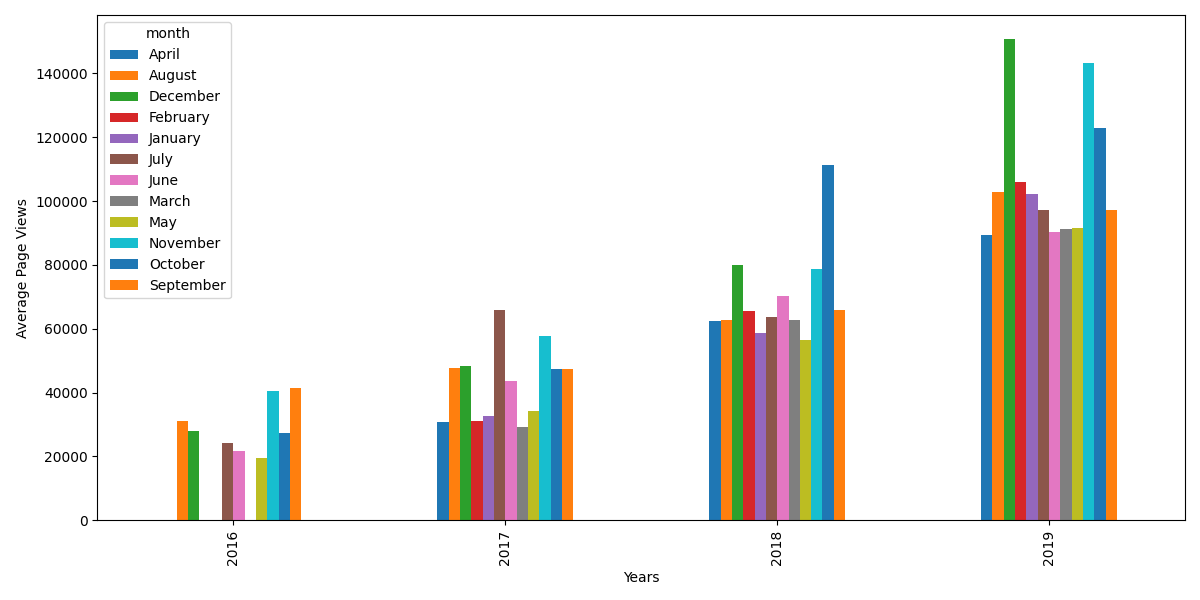 month
April
August
December
February
January
July
June
March
May
November
October
September
140000
120000
100000
80000
60000
40000
20000
0
Average Page Views
2016
2017
2018
2019
Years